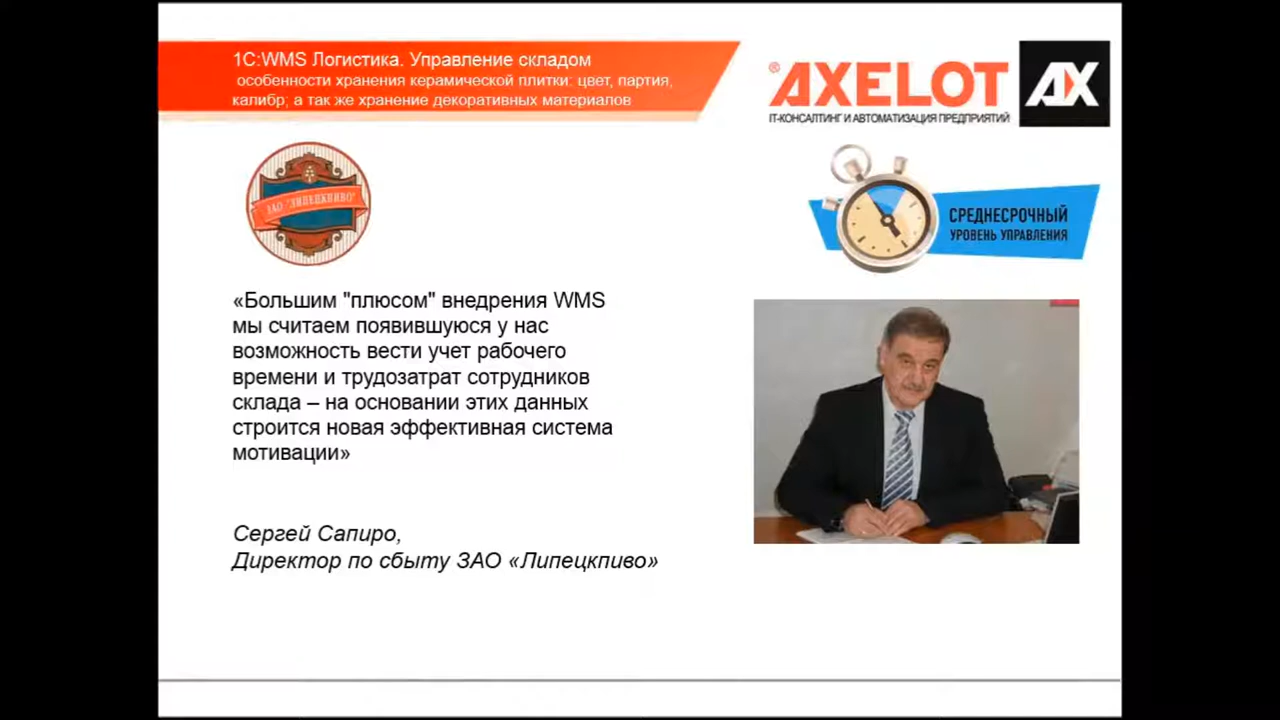 1С:WMS Логистика. Управление складом
особенности хранения керамической плитки: цвет, партия,
калибр; а так же хранение декоративных материалов
® AXELOT AX
IT-КОНСАЛТИНГ И АВТОМАТИЗАЦИЯ ПРЕДПРИЯТИЙ
ЗАО "ЛИПЕЦКПИВО"
СРЕДНЕСРОЧНЫЙ
УРОВЕНЬ УПРАВЛЕНИЯ
«Большим "плюсом" внедрения WMS
мы считаем появившуюся у нас
возможность вести учет рабочего
времени и трудозатрат сотрудников
склада – на основании этих данных
строится новая эффективная система
мотивации»
Сергей Сапиро,
Директор по сбыту ЗАО «Липецкпиво»